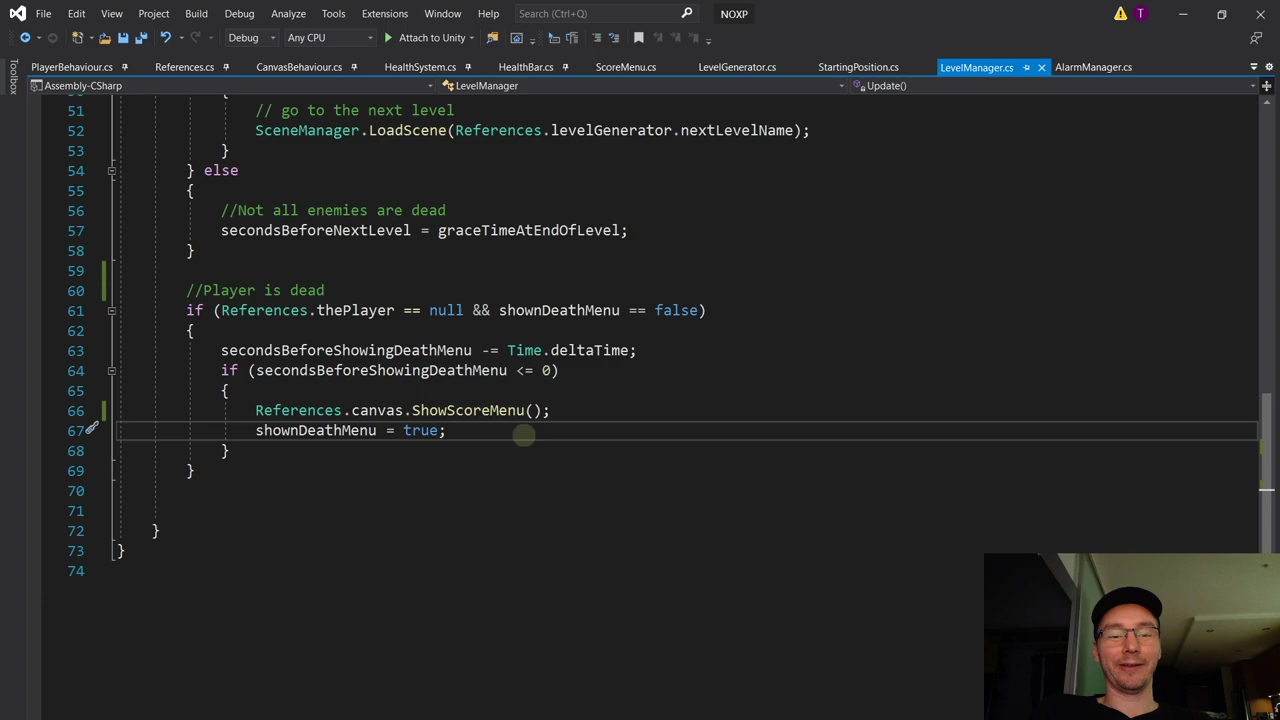 File Edit View Project Build Debug Analyze Tools Extensions Window Help Search (Ctrl+Q) NOXP T
Debug Any CPU Attach to Unity
PlayerBehaviour.cs References.cs CanvasBehaviour.cs HealthSystem.cs HealthBar.cs ScoreMenu.cs LevelGenerator.cs StartingPosition.cs LevelManager.cs AlarmManager.cs
Toolbox
Assembly-CSharp LevelManager Update()
51 // go to the next level
52 SceneManager.LoadScene(References.levelGenerator.nextLevelName);
53 }
54 } else
55 {
56 //Not all enemies are dead
57 secondsBeforeNextLevel = graceTimeAtEndOfLevel;
58 }
59
60 //Player is dead
61 if (References.thePlayer == null && shownDeathMenu == false)
62 {
63 secondsBeforeShowingDeathMenu -= Time.deltaTime;
64 if (secondsBeforeShowingDeathMenu <= 0)
65 {
66 References.canvas.ShowScoreMenu();
67 shownDeathMenu = true;
68 }
69 }
70
71
72 }
73 }
74